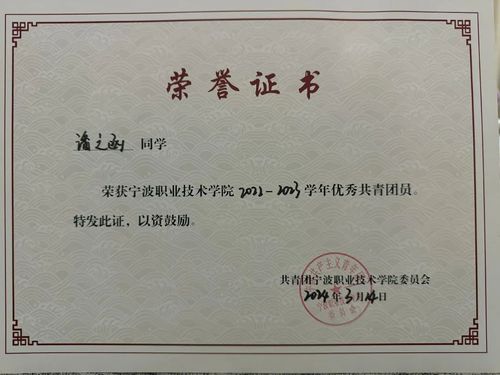 荣誉证书
潘之函 同学
荣获宁波职业技术学院2022-2023学年优秀共青团员。
特发此证，以资鼓励。
共青团宁波职业技术学院委员会
2024年3月14日